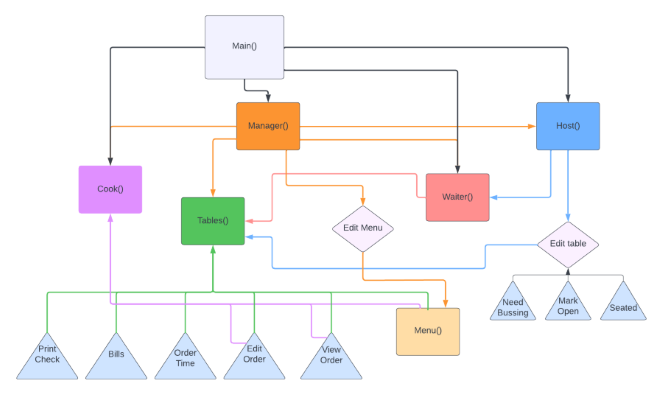 Main()
Manager()
Host()
Cook()
Waiter()
Tables()
Edit Menu
Edit table
Need
Bussing
Mark
Open
Seated
Menu()
Print
Check
Bills
Order
Time
Edit
Order
View
Order